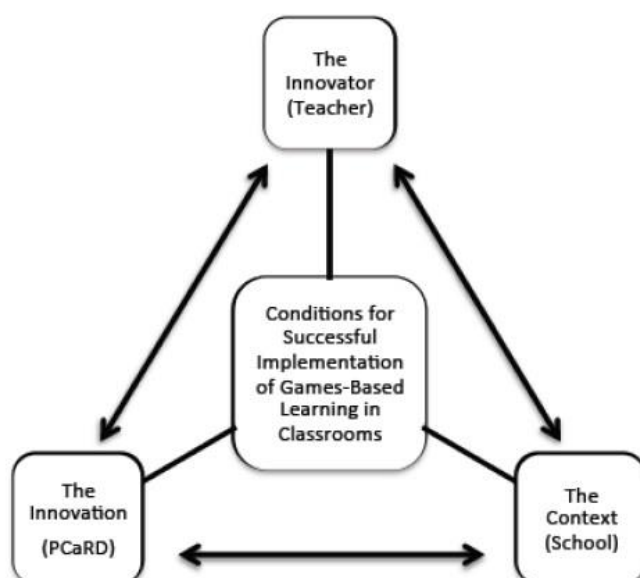 The
Innovator
(Teacher)
Conditions for
Successful
Implementation
of Games-Based
Learning in
Classrooms
The
Innovation
(PCaRD)
The
Context
(School)